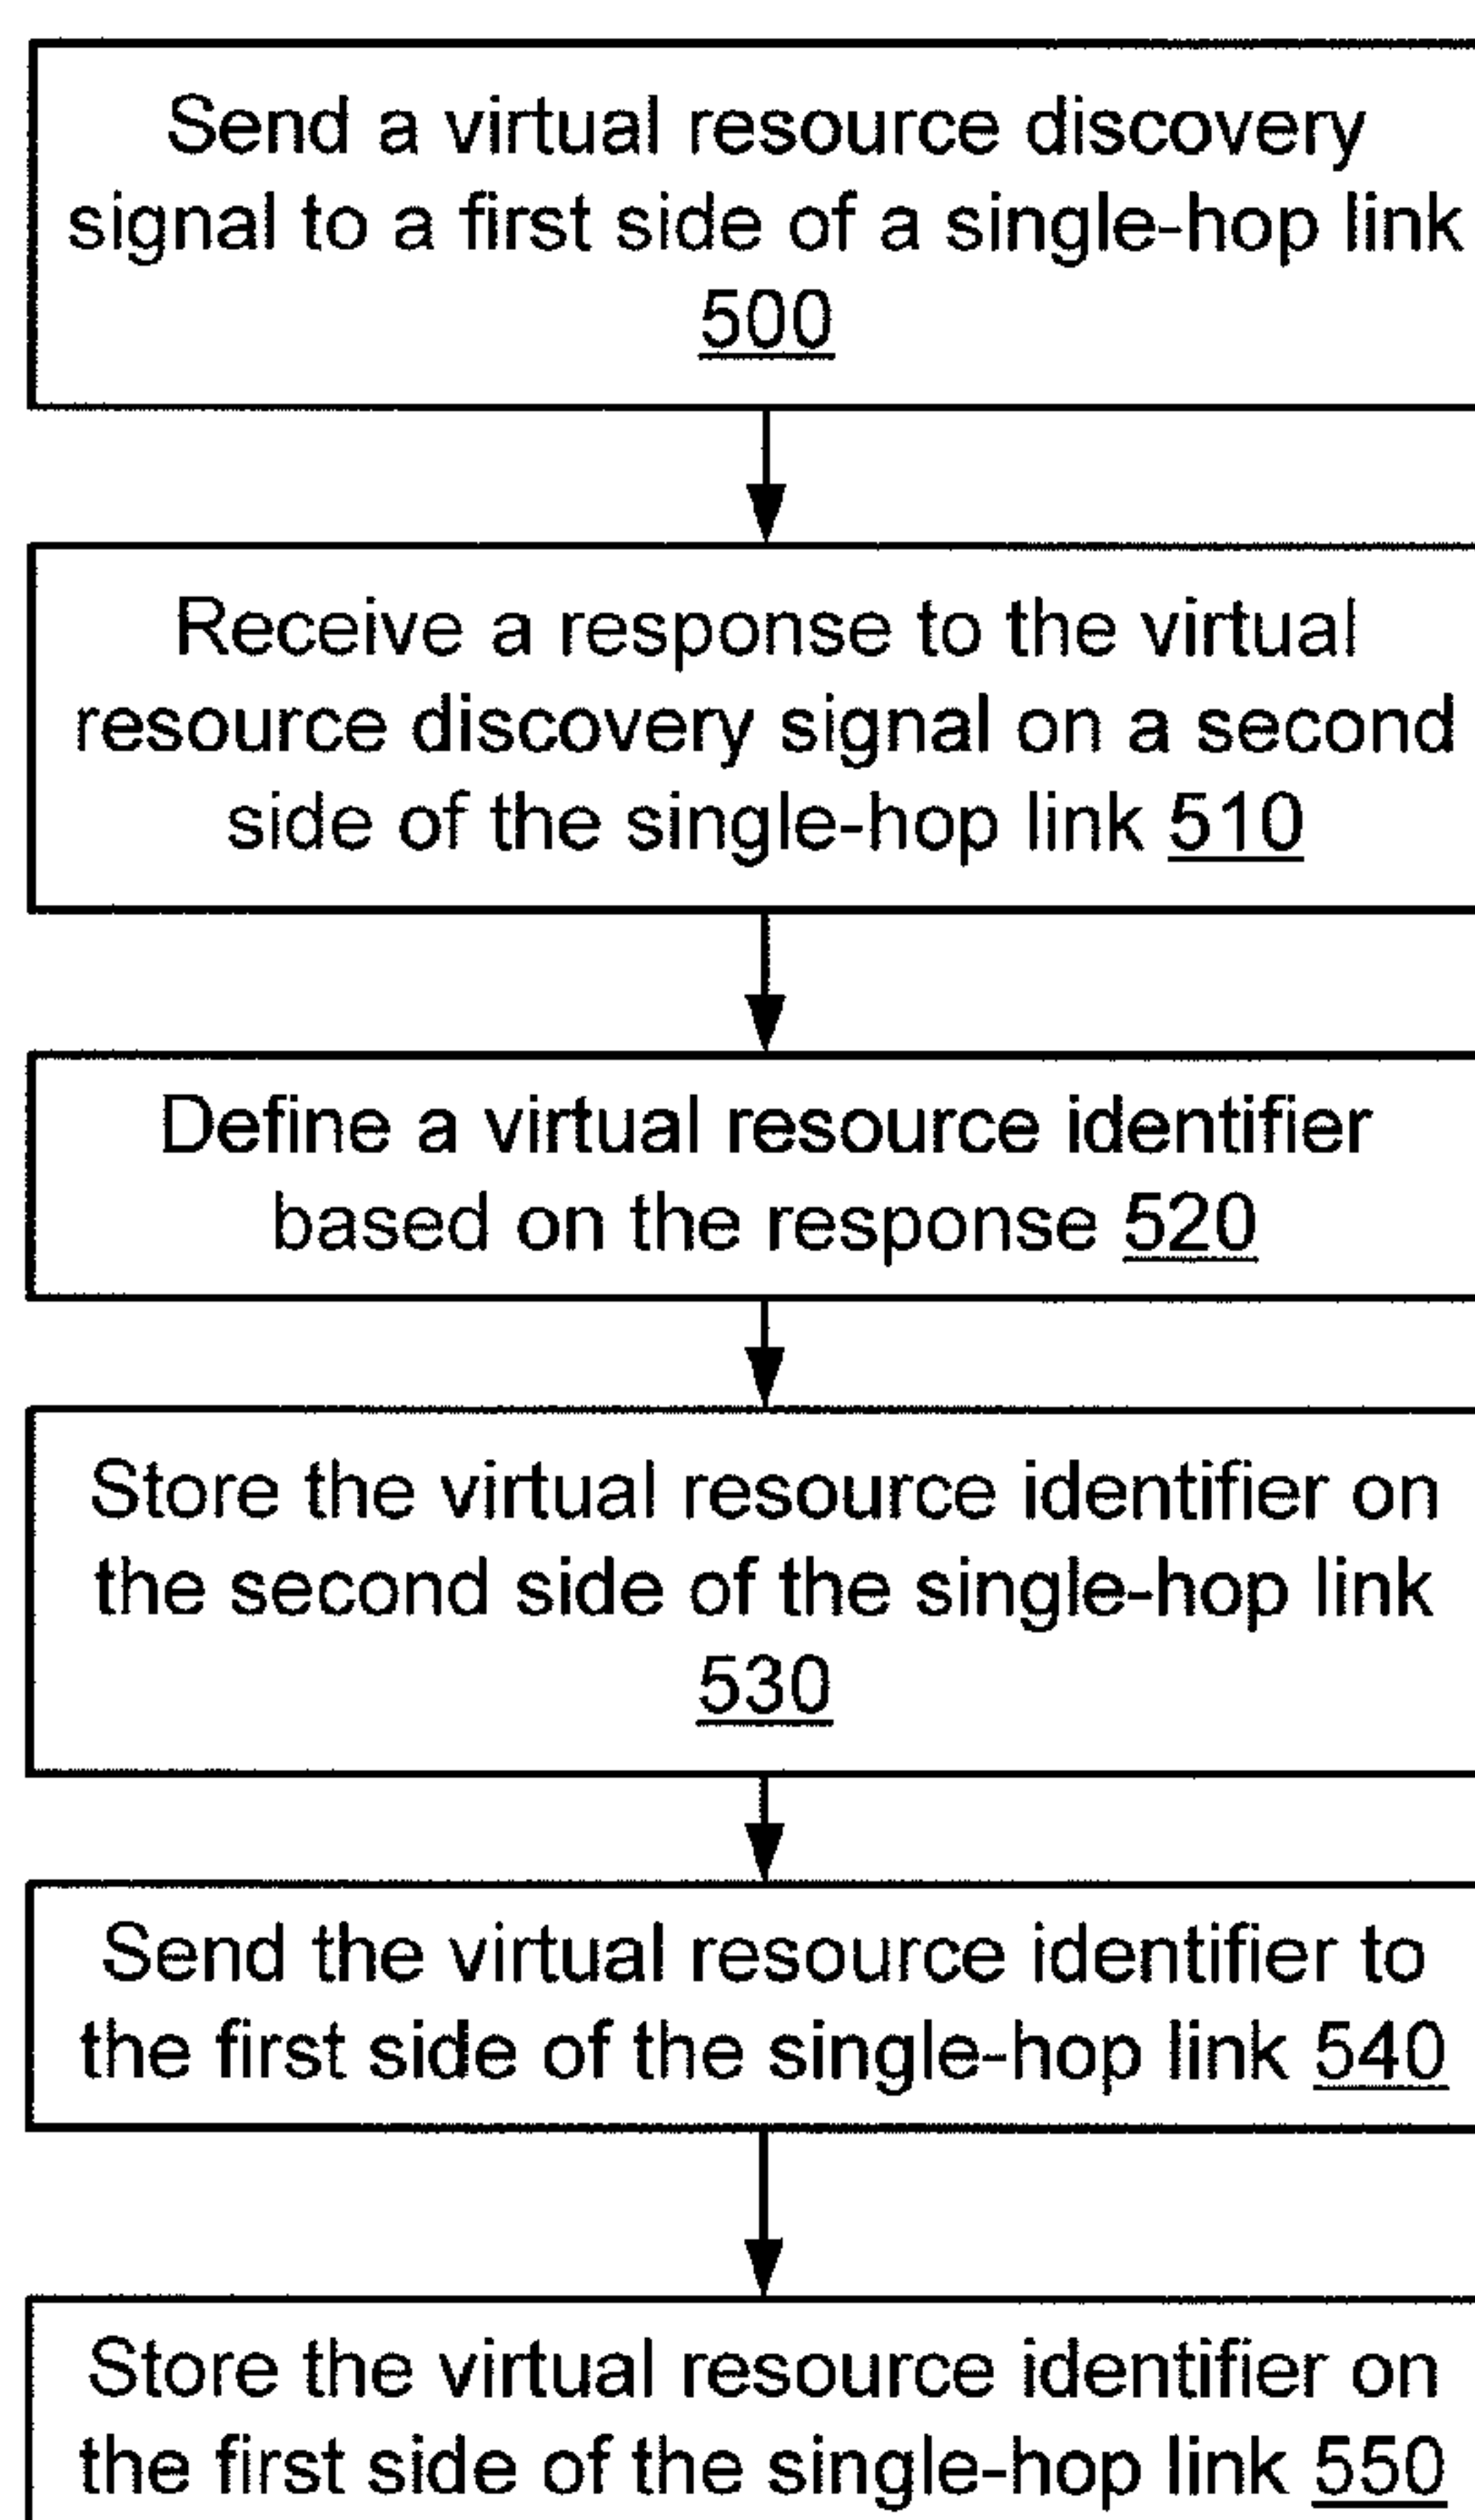 Send a virtual resource discovery
signal to a first side of a single-hop link
500
Receive a response to the virtual
resource discovery signal on a second
side of the single-hop link 510
Define a virtual resource identifier
based on the response 520
Store the virtual resource identifier on
the second side of the single-hop link
530
Send the virtual resource identifier to
the first side of the single-hop link 540
Store the virtual resource identifier on
the first side of the single-hop link 550